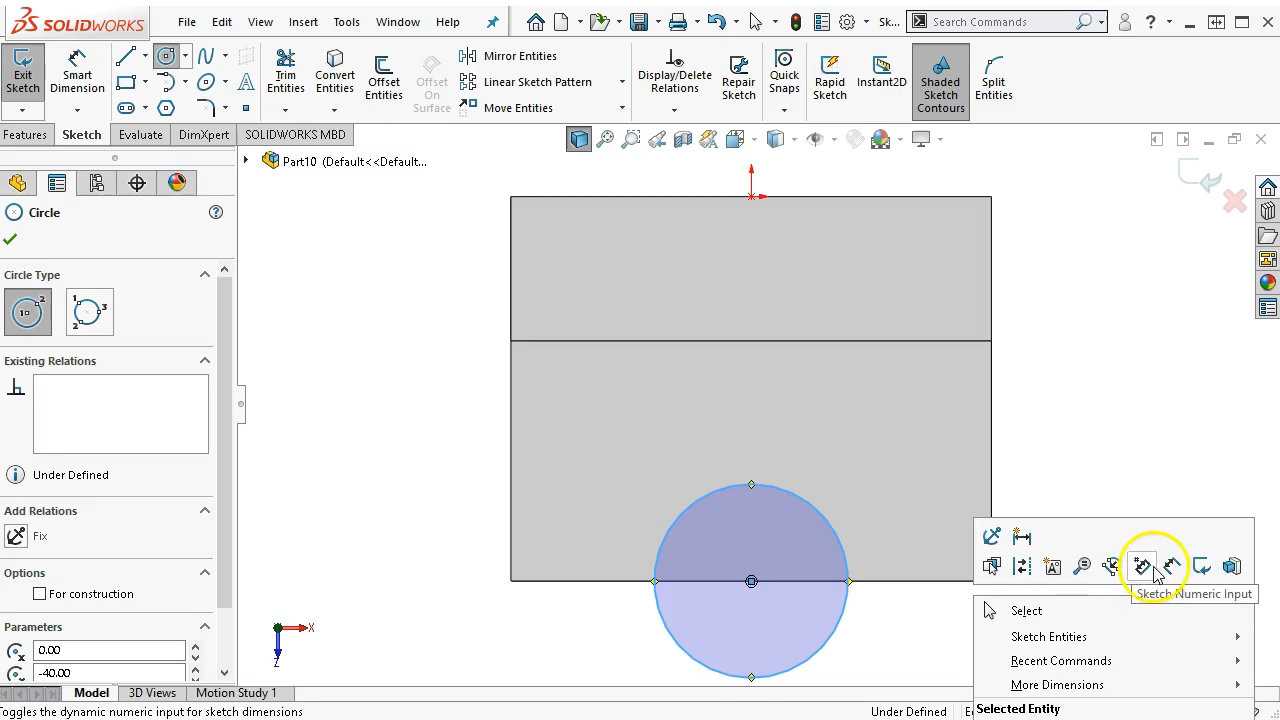 SOLIDWORKS
File Edit View Insert Tools Window Help
Sk...
Search Commands
Exit Sketch
Smart Dimension
Trim Entities
Convert Entities
Offset Entities
Offset On Surface
Mirror Entities
Linear Sketch Pattern
Move Entities
Display/Delete Relations
Repair Sketch
Quick Snaps
Rapid Sketch
Instant2D
Shaded Sketch Contours
Split Entities
Features Sketch Evaluate DimXpert SOLIDWORKS MBD
Part10 (Default<<Default...
Circle
Circle Type
Existing Relations
Under Defined
Add Relations
Fix
Options
For construction
Parameters
0.00
-40.00
X
Z
Sketch Numeric Input
Select
Sketch Entities
Recent Commands
More Dimensions
Selected Entity
Model 3D Views Motion Study 1
Toggles the dynamic numeric input for sketch dimensions
Under Defined